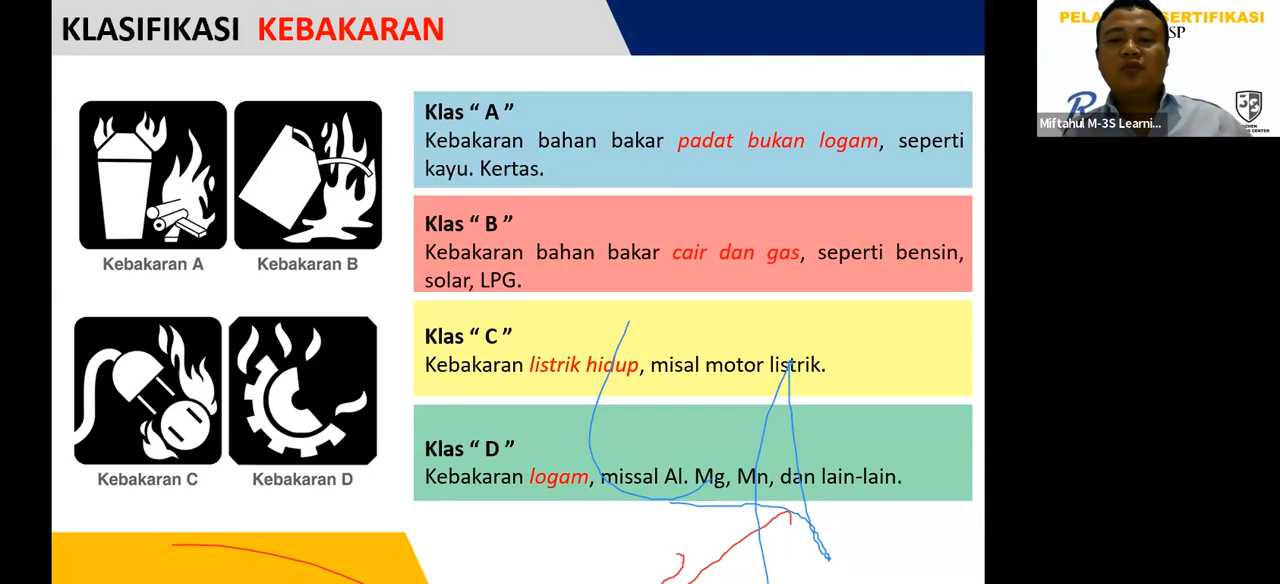 KLASIFIKASI KEBAKARAN
Kebakaran A
Kebakaran B
Kebakaran C
Kebakaran D
Klas “ A ”
Kebakaran bahan bakar padat bukan logam, seperti
kayu. Kertas.
Klas “ B ”
Kebakaran bahan bakar cair dan gas, seperti bensin,
solar, LPG.
Klas “ C ”
Kebakaran listrik hidup, misal motor listrik.
Klas “ D ”
Kebakaran logam, missal Al. Mg, Mn, dan lain-lain.
SP
Miftahul M-3S Learni...